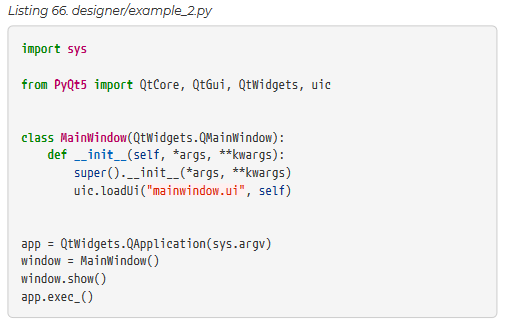 Listing 66. designer/example_2.py
import sys
from PyQt5 import QtCore, QtGui, QtWidgets, uic
class MainWindow(QtWidgets.QMainWindow):
    def __init__(self, *args, **kwargs):
        super().__init__(*args, **kwargs)
        uic.loadUi("mainwindow.ui", self)
app = QtWidgets.QApplication(sys.argv)
window = MainWindow()
window.show()
app.exec_()